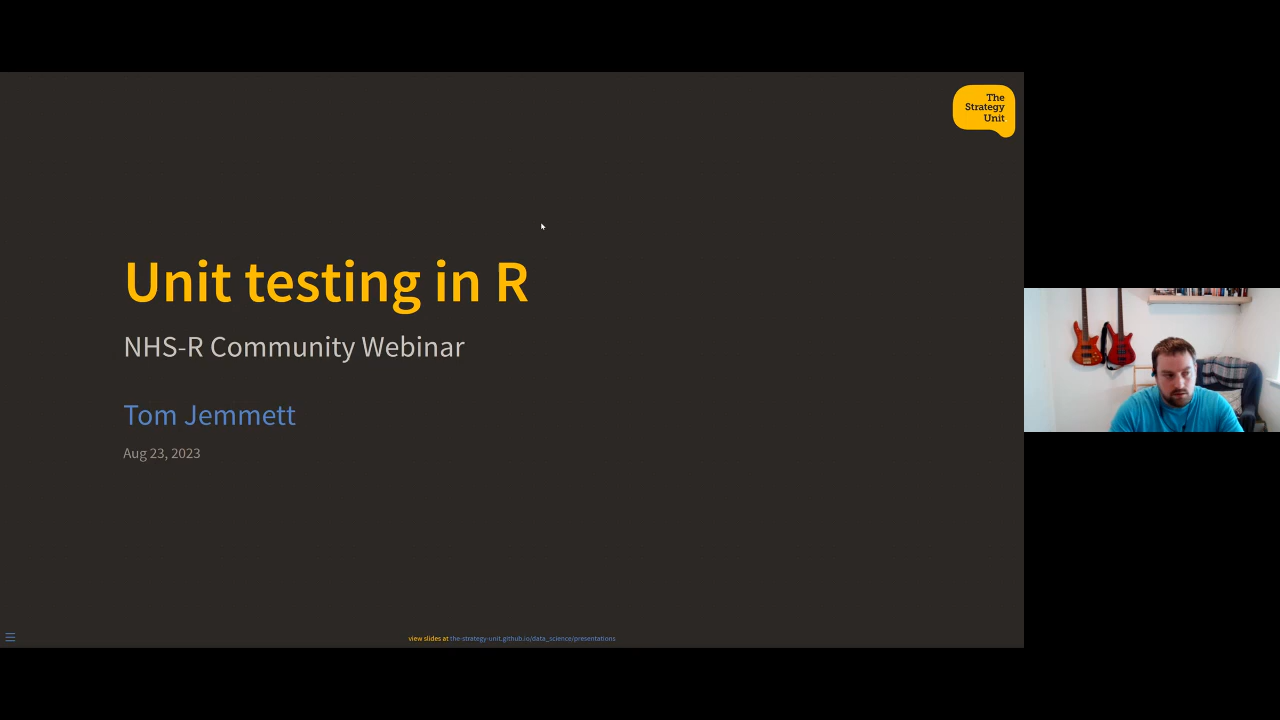 The
Strategy
Unit
Unit testing in R
NHS-R Community Webinar
Tom Jemmett
Aug 23, 2023
view slides at the-strategy-unit.github.io/data_science/presentations